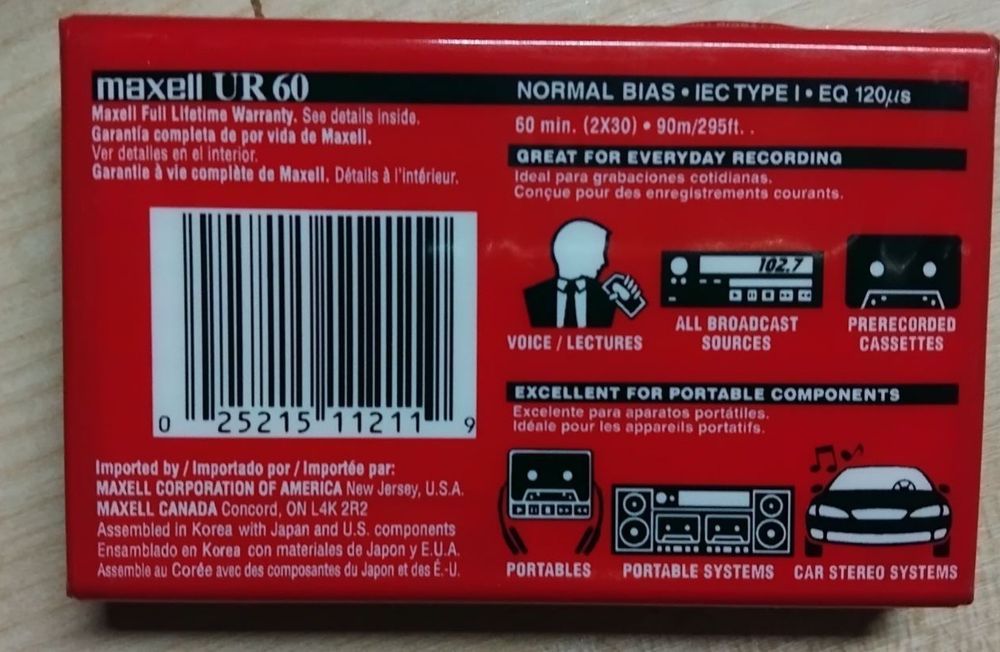 maxell UR 60
Maxell Full Lifetime Warranty. See details inside.
Garantía completa de por vida de Maxell.
Ver detalles en el interior.
Garantie à vie complète de Maxell. Détails à l'intérieur.
0 25215 11211 9
Imported by / Importado por / Importée par:
MAXELL CORPORATION OF AMERICA New Jersey, U.S.A.
MAXELL CANADA Concord, ON L4K 2R2
Assembled in Korea with Japan and U.S. components
Ensamblado en Korea con materiales de Japon y E.U.A.
Assemble au Corée avec des composantes du Japon et des É.-U.
NORMAL BIAS • IEC TYPE I • EQ 120µs
60 min. (2X30) • 90m/295ft. .
GREAT FOR EVERYDAY RECORDING
Ideal para grabaciones cotidianas.
Conçue pour des enregistrements courants.
102.7
VOICE / LECTURES
ALL BROADCAST
SOURCES
PRERECORDED
CASSETTES
EXCELLENT FOR PORTABLE COMPONENTS
Excelente para aparatos portátiles.
Idéale pour les appareils portatifs.
PORTABLES
PORTABLE SYSTEMS
CAR STEREO SYSTEMS